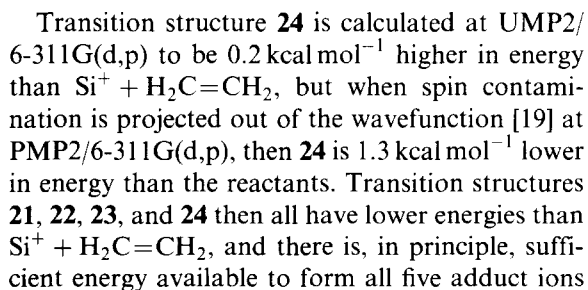 Transition structure 24 is calculated at UMP2/
6-311G(d,p) to be 0.2 kcal mol⁻¹ higher in energy
than Si⁺ + H₂C=CH₂, but when spin contami-
nation is projected out of the wavefunction [19] at
PMP2/6-311G(d,p), then 24 is 1.3 kcal mol⁻¹ lower
in energy than the reactants. Transition structures
21, 22, 23, and 24 then all have lower energies than
Si⁺ + H₂C=CH₂, and there is, in principle, suffi-
cient energy available to form all five adduct ions